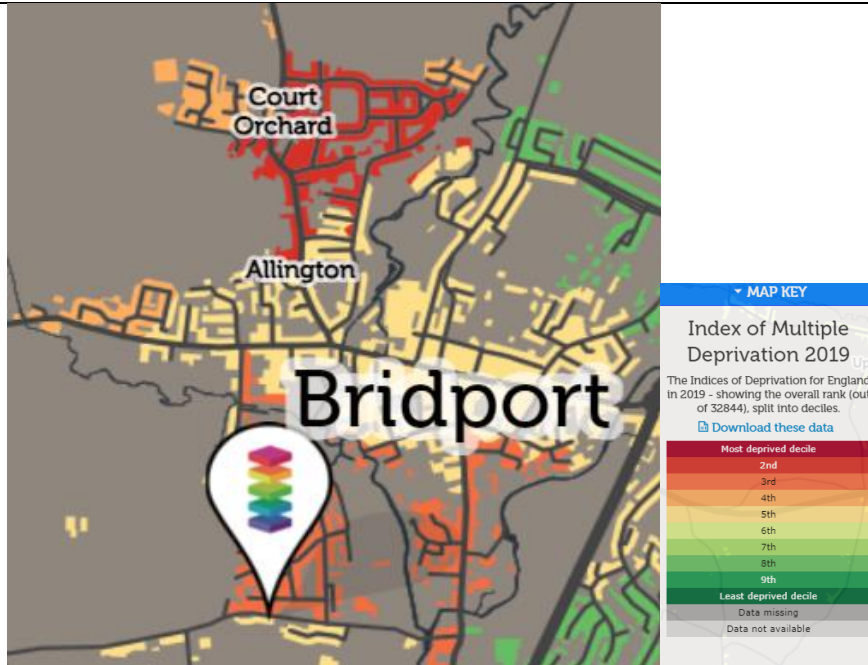 Court
Orchard
Allington
Bridport
MAP KEY
Index of Multiple
Deprivation 2019
The Indices of Deprivation for England
in 2019 - showing the overall rank (out
of 32844), split into deciles.
Download these data
Most deprived decile
2nd
3rd
4th
5th
6th
7th
8th
9th
Least deprived decile
Data missing
Data not available